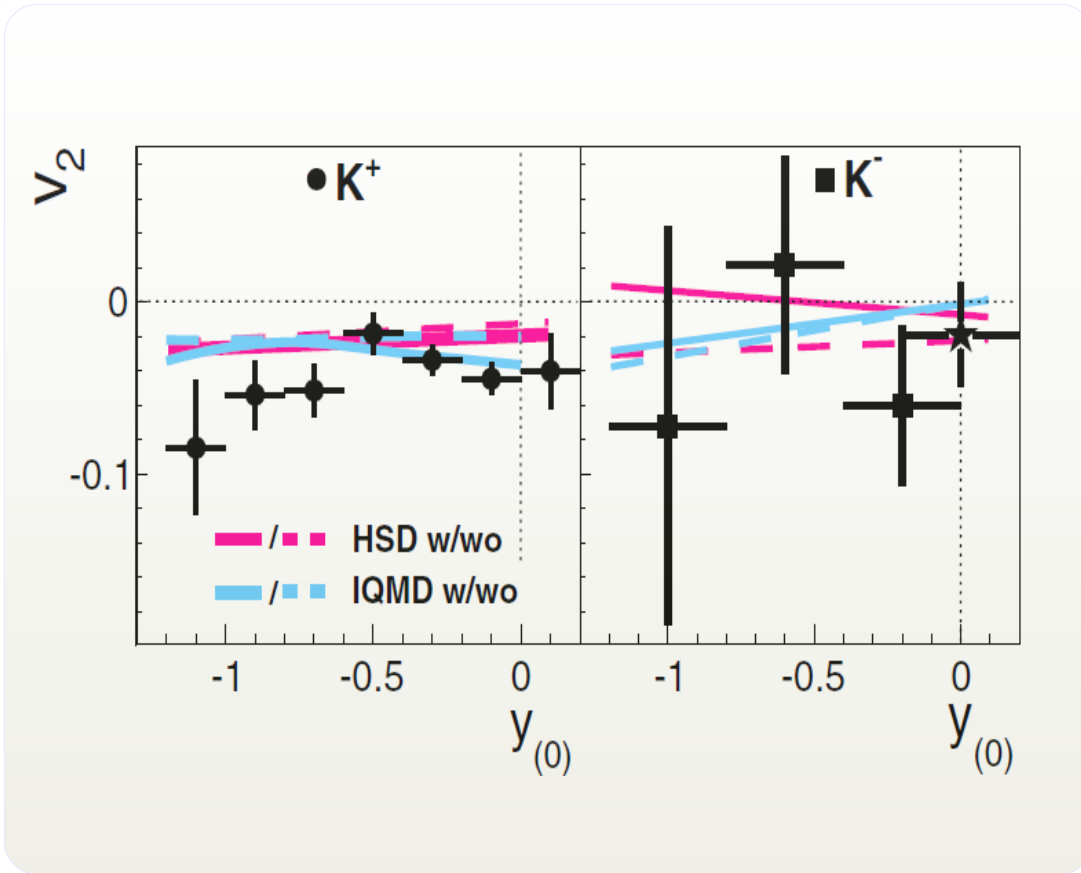 v2
K+
K-
0
-0.1
/ HSD w/wo
/ IQMD w/wo
-1 -0.5 0
-1 -0.5 0
y(0)
y(0)